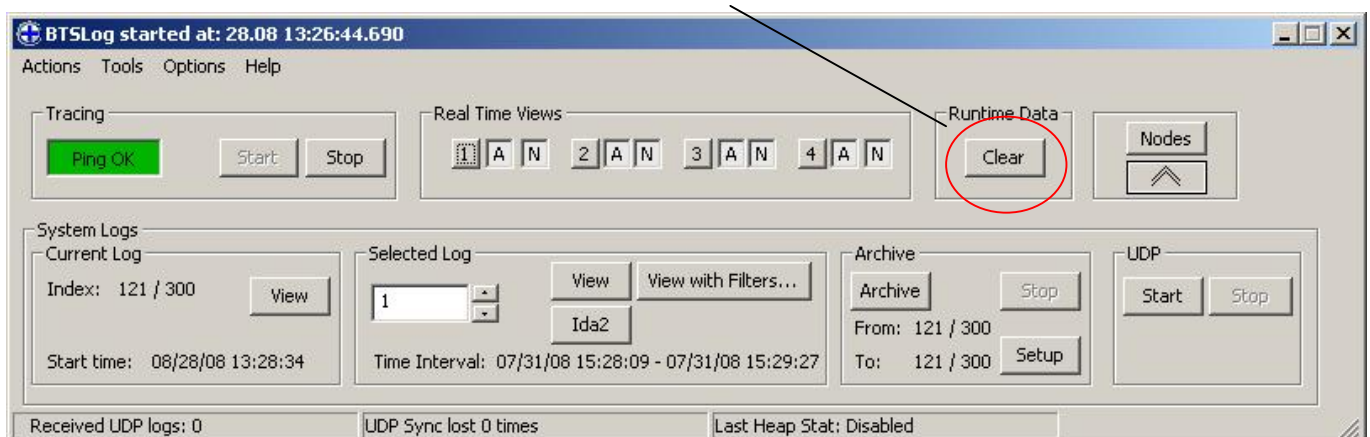 BTSLog started at: 28.08 13:26:44.690
Actions Tools Options Help
Tracing
Real Time Views
Runtime Data
Ping OK Start Stop
1 A N 2 A N 3 A N 4 A N
Clear
Nodes
System Logs
Current Log
Index: 121 / 300
View
Start time: 08/28/08 13:28:34
Selected Log
1
View View with Filters...
Ida2
Time Interval: 07/31/08 15:28:09 - 07/31/08 15:29:27
Archive
Archive Stop
From: 121 / 300
To: 121 / 300 Setup
UDP
Start Stop
Received UDP logs: 0 UDP Sync lost 0 times Last Heap Stat: Disabled